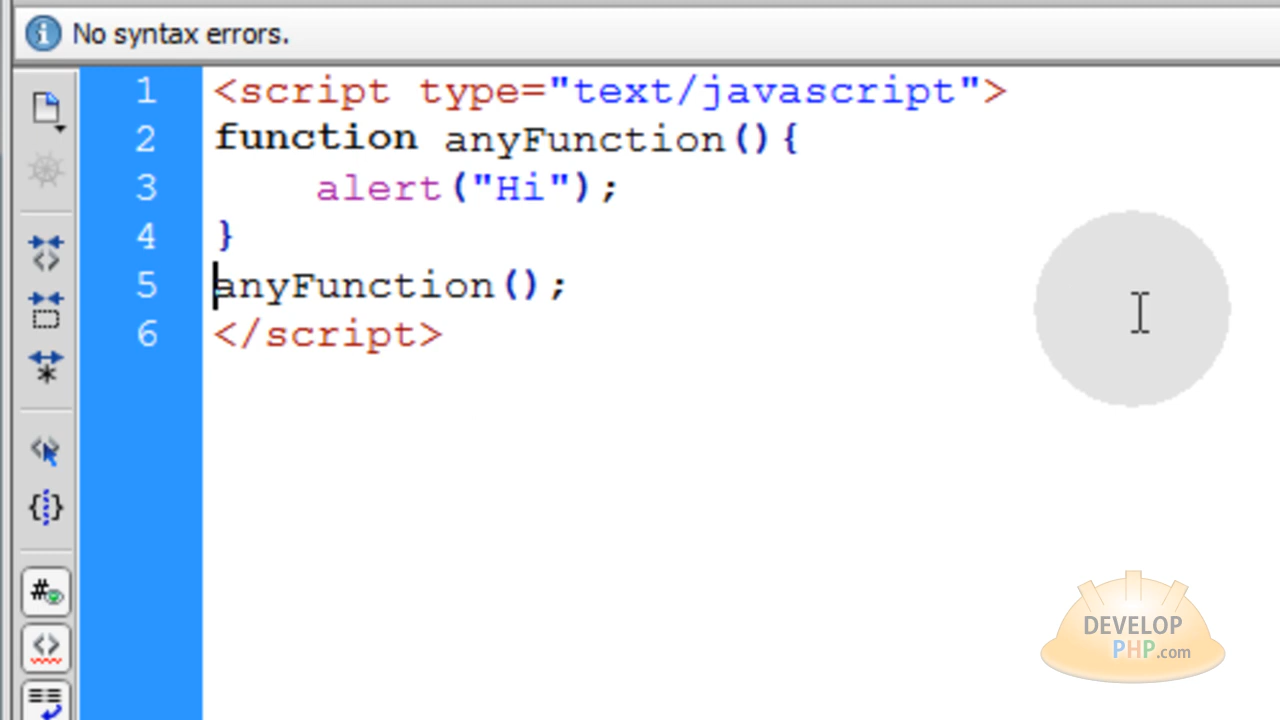 No syntax errors.
1 <script type="text/javascript">
2 function anyFunction(){
3     alert("Hi");
4 }
5 anyFunction();
6 </script>
DEVELOP
PHP.com